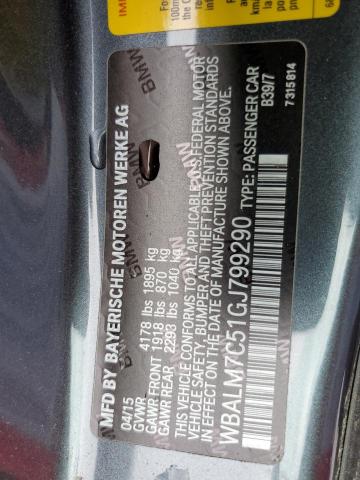 MFD BY BAYERISCHE MOTOREN WERKE AG
04/15
GVWR 4178 lbs 1895 kg
GAWR FRONT 1918 lbs 870 kg
GAWR REAR 2293 lbs 1040 kg
THIS VEHICLE CONFORMS TO ALL APPLICABLE FEDERAL MOTOR
VEHICLE SAFETY, BUMPER AND THEFT PREVENTION STANDARDS
IN EFFECT ON THE DATE OF
MANUFACTURE SHOWN ABOVE.
WBALM7C51GJ799290 TYPE: PASSENGER CAR
B39/7
7315814
BMW
BMW